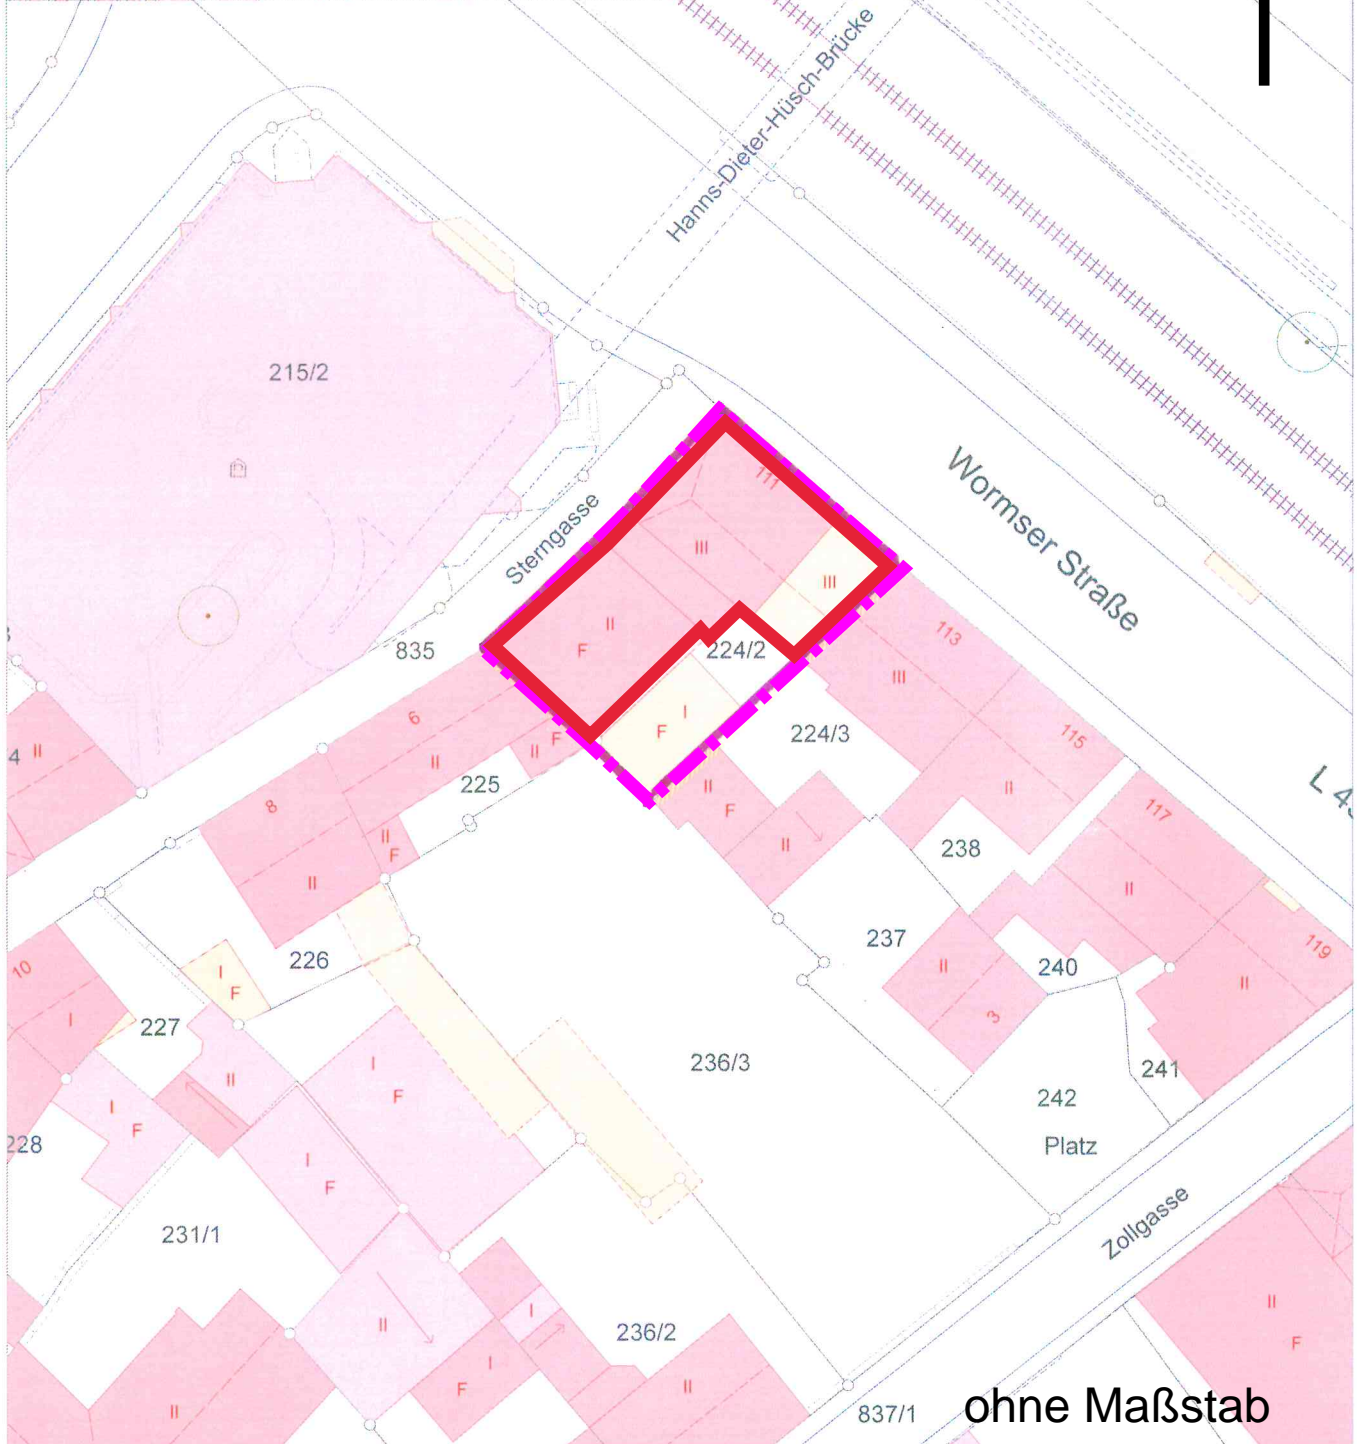 Hanns-Dieter-Hüsch-Brücke
215/2
Wormser Straße
111
Sterngasse
III
III
II
F
835
224/2
113
III
6
II
II
F
I
F
224/3
115
L 4
4
II
225
II
F
II
117
8
II
F
II
238
II
II
237
119
10
226
II
240
II
I
F
I
227
3
236/3
241
II
I
F
242
I
F
Platz
228
I
F
Zollgasse
231/1
II
I
236/2
II
F
I
F
II
II
837/1
ohne Maßstab